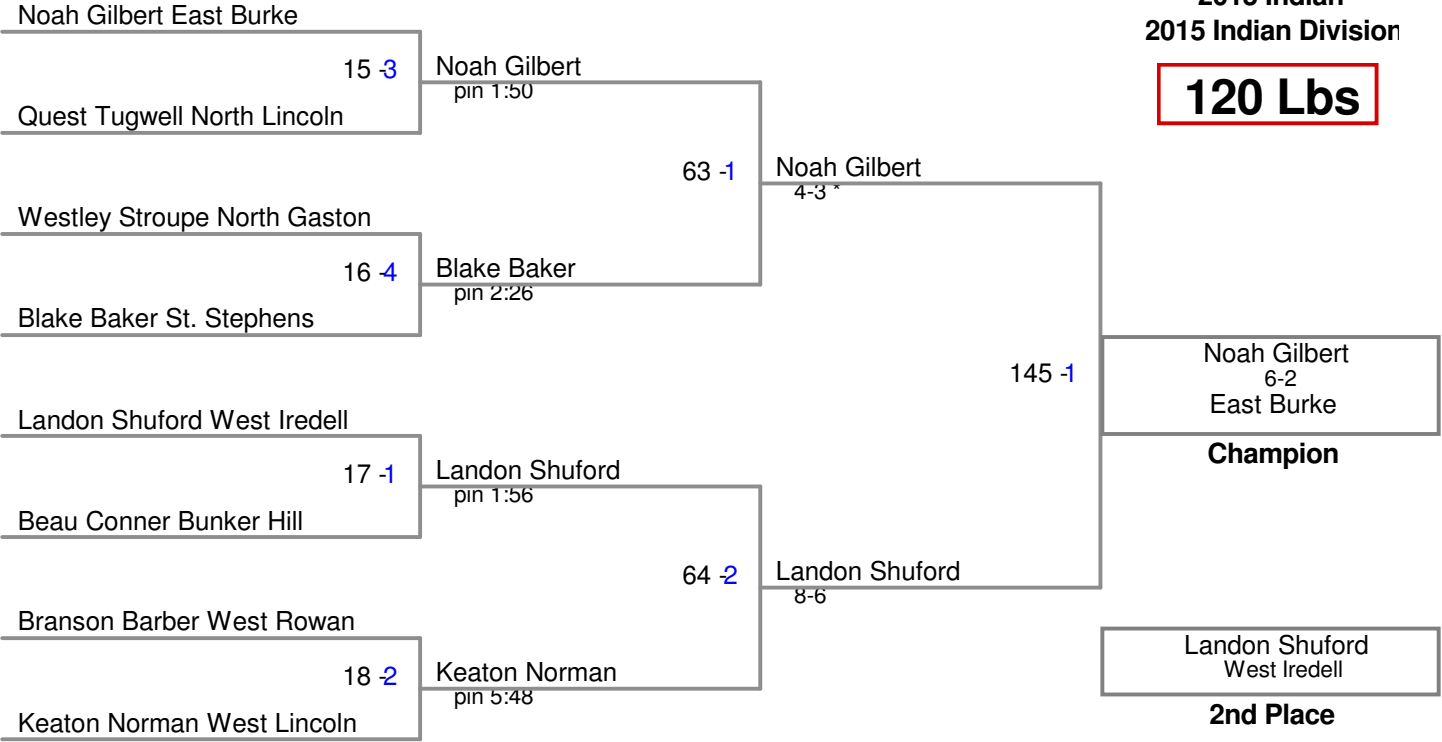 Noah Gilbert East Burke
15 -3
Quest Tugwell North Lincoln
Westley Stroupe North Gaston
16 -4
Blake Baker St. Stephens
Landon Shuford West Iredell
17 -1
Beau Conner Bunker Hill
Branson Barber West Rowan
18 -2
Keaton Norman West Lincoln
Noah Gilbert
pin 1:50
63 -1
Blake Baker
pin 2:26
Landon Shuford
pin 1:56
64 -2
Keaton Norman
pin 5:48
Noah Gilbert
4-3 *
145 -1
Landon Shuford
8-6
2015 Indian
2015 Indian Division
120 Lbs
Noah Gilbert
6-2
East Burke
Champion
Landon Shuford
West Iredell
2nd Place